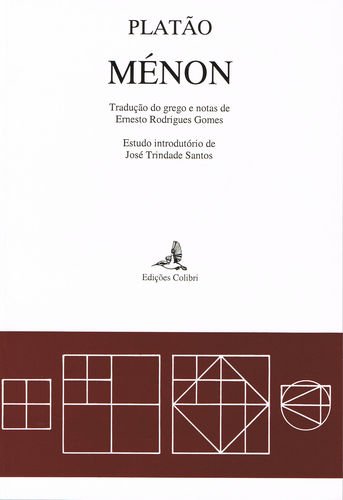 PLATÃO
MÉNON
Tradução do grego e notas de
Ernesto Rodrigues Gomes
Estudo introdutório de
José Trindade Santos
Edições Colibri